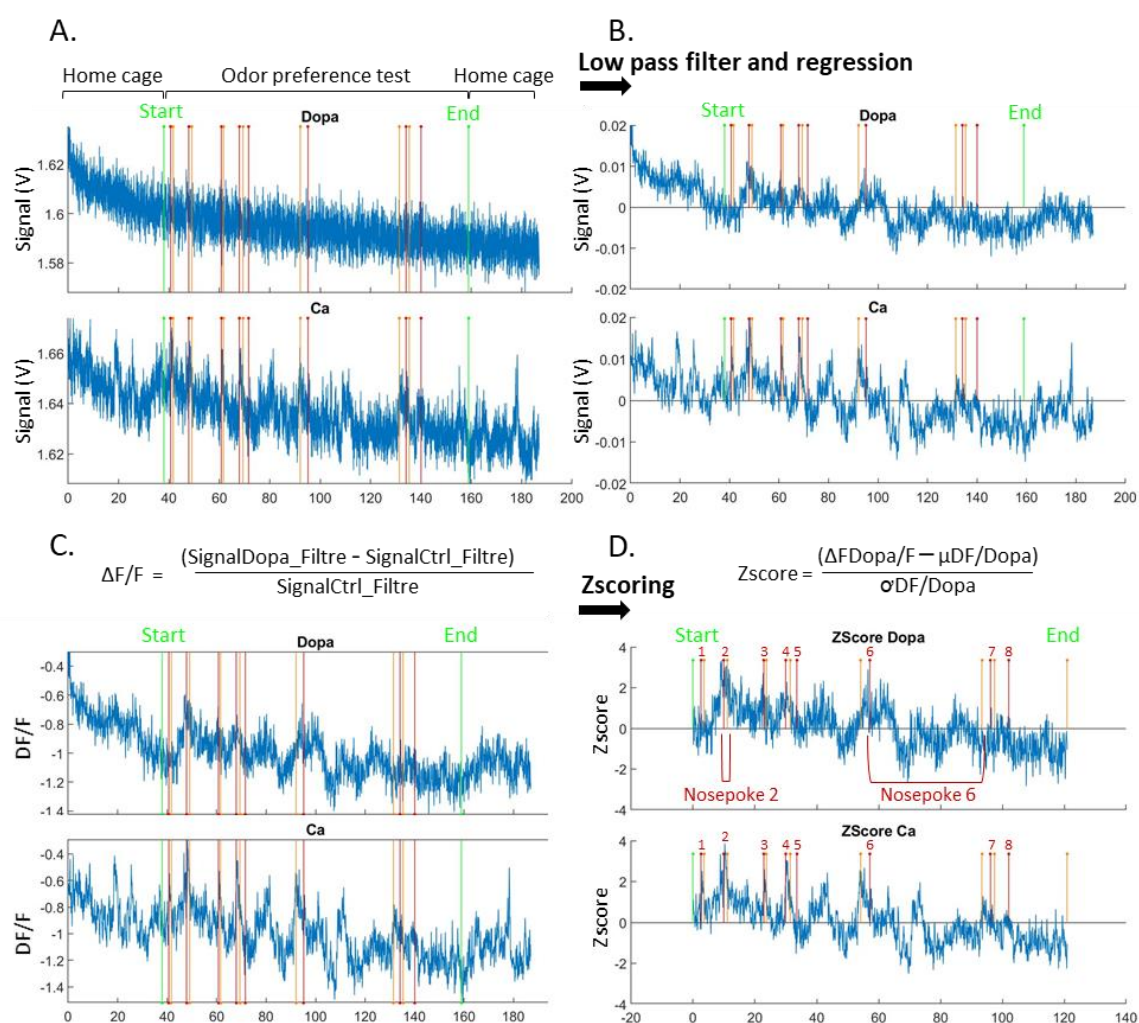 A.
Home cage Odor preference test Home cage
Start Dopa End
1.62
1.6
1.58
Signal (V)
Ca
1.66
1.64
1.62
Signal (V)
0 20 40 60 80 100 120 140 160 180 200
B.
Low pass filter and regression
Start Dopa End
0.02
0.01
0
-0.01
-0.02
Signal (V)
Ca
0.02
0.01
0
-0.01
-0.02
Signal (V)
0 20 40 60 80 100 120 140 160 180 200
C.
(SignalDopa_Filtre - SignalCtrl_Filtre)
ΔF/F =
SignalCtrl_Filtre
Start Dopa End
-0.4
-0.6
-0.8
-1
-1.2
-1.4
DF/F
Ca
-0.4
-0.6
-0.8
-1
-1.2
-1.4
DF/F
0 20 40 60 80 100 120 140 160 180
D.
(ΔFDopa/F – µDF/Dopa)
Zscore =
σDF/Dopa
Zscoring
Start ZScore Dopa End
4
2
0
-2
-4
Zscore
1 2 3 4 5 6 7 8
Nosepoke 2 Nosepoke 6
ZScore Ca
4
2
0
-2
-4
Zscore
1 2 3 4 5 6 7 8
-20 0 20 40 60 80 100 120 140